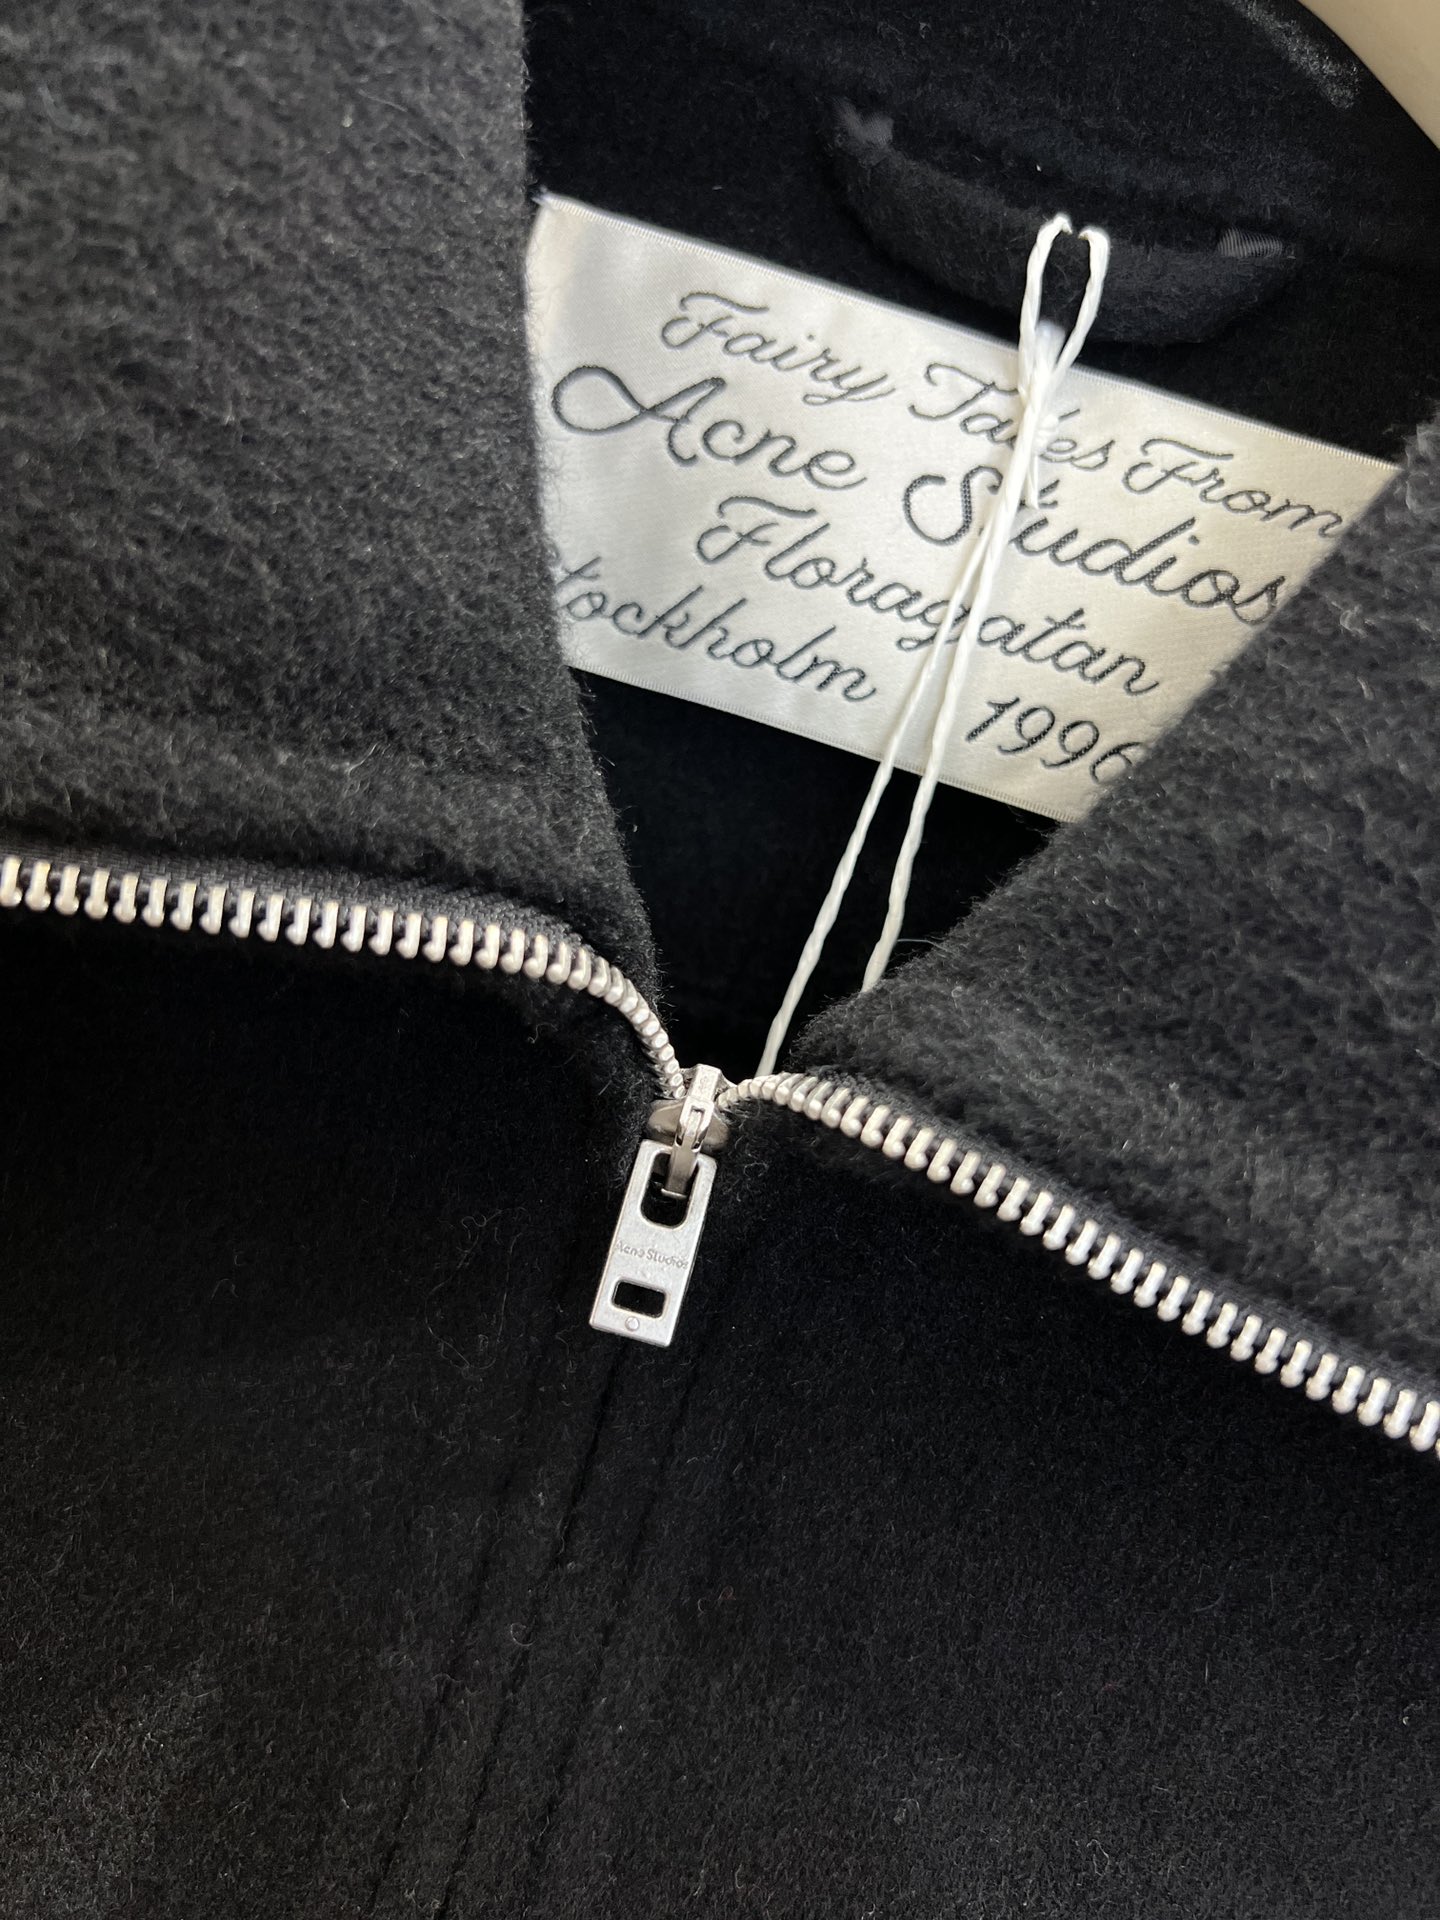 Fairy Tales From
Acne Studios
Floragatan
tockholm 1996
Acne Studios